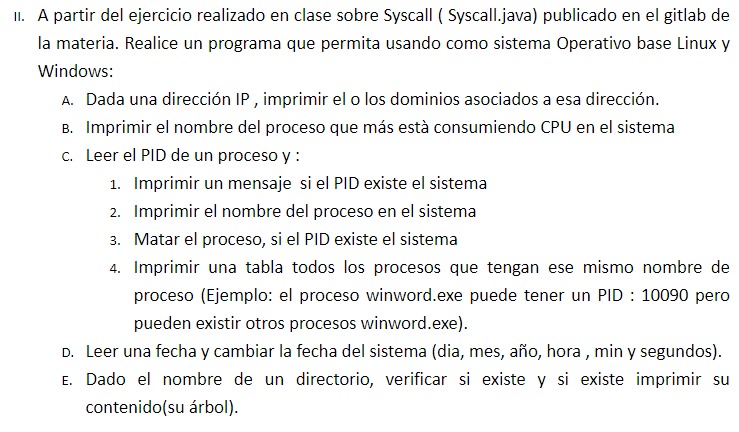 II. A partir del ejercicio realizado en clase sobre Syscall ( Syscall.java) publicado en el gitlab de
la materia. Realice un programa que permita usando como sistema Operativo base Linux y
Windows:
A. Dada una dirección IP , imprimir el o los dominios asociados a esa dirección.
B. Imprimir el nombre del proceso que más està consumiendo CPU en el sistema
C. Leer el PID de un proceso y :
1. Imprimir un mensaje si el PID existe el sistema
2. Imprimir el nombre del proceso en el sistema
3. Matar el proceso, si el PID existe el sistema
4. Imprimir una tabla todos los procesos que tengan ese mismo nombre de
proceso (Ejemplo: el proceso winword.exe puede tener un PID : 10090 pero
pueden existir otros procesos winword.exe).
D. Leer una fecha y cambiar la fecha del sistema (dia, mes, año, hora , min y segundos).
E. Dado el nombre de un directorio, verificar si existe y si existe imprimir su
contenido(su árbol).